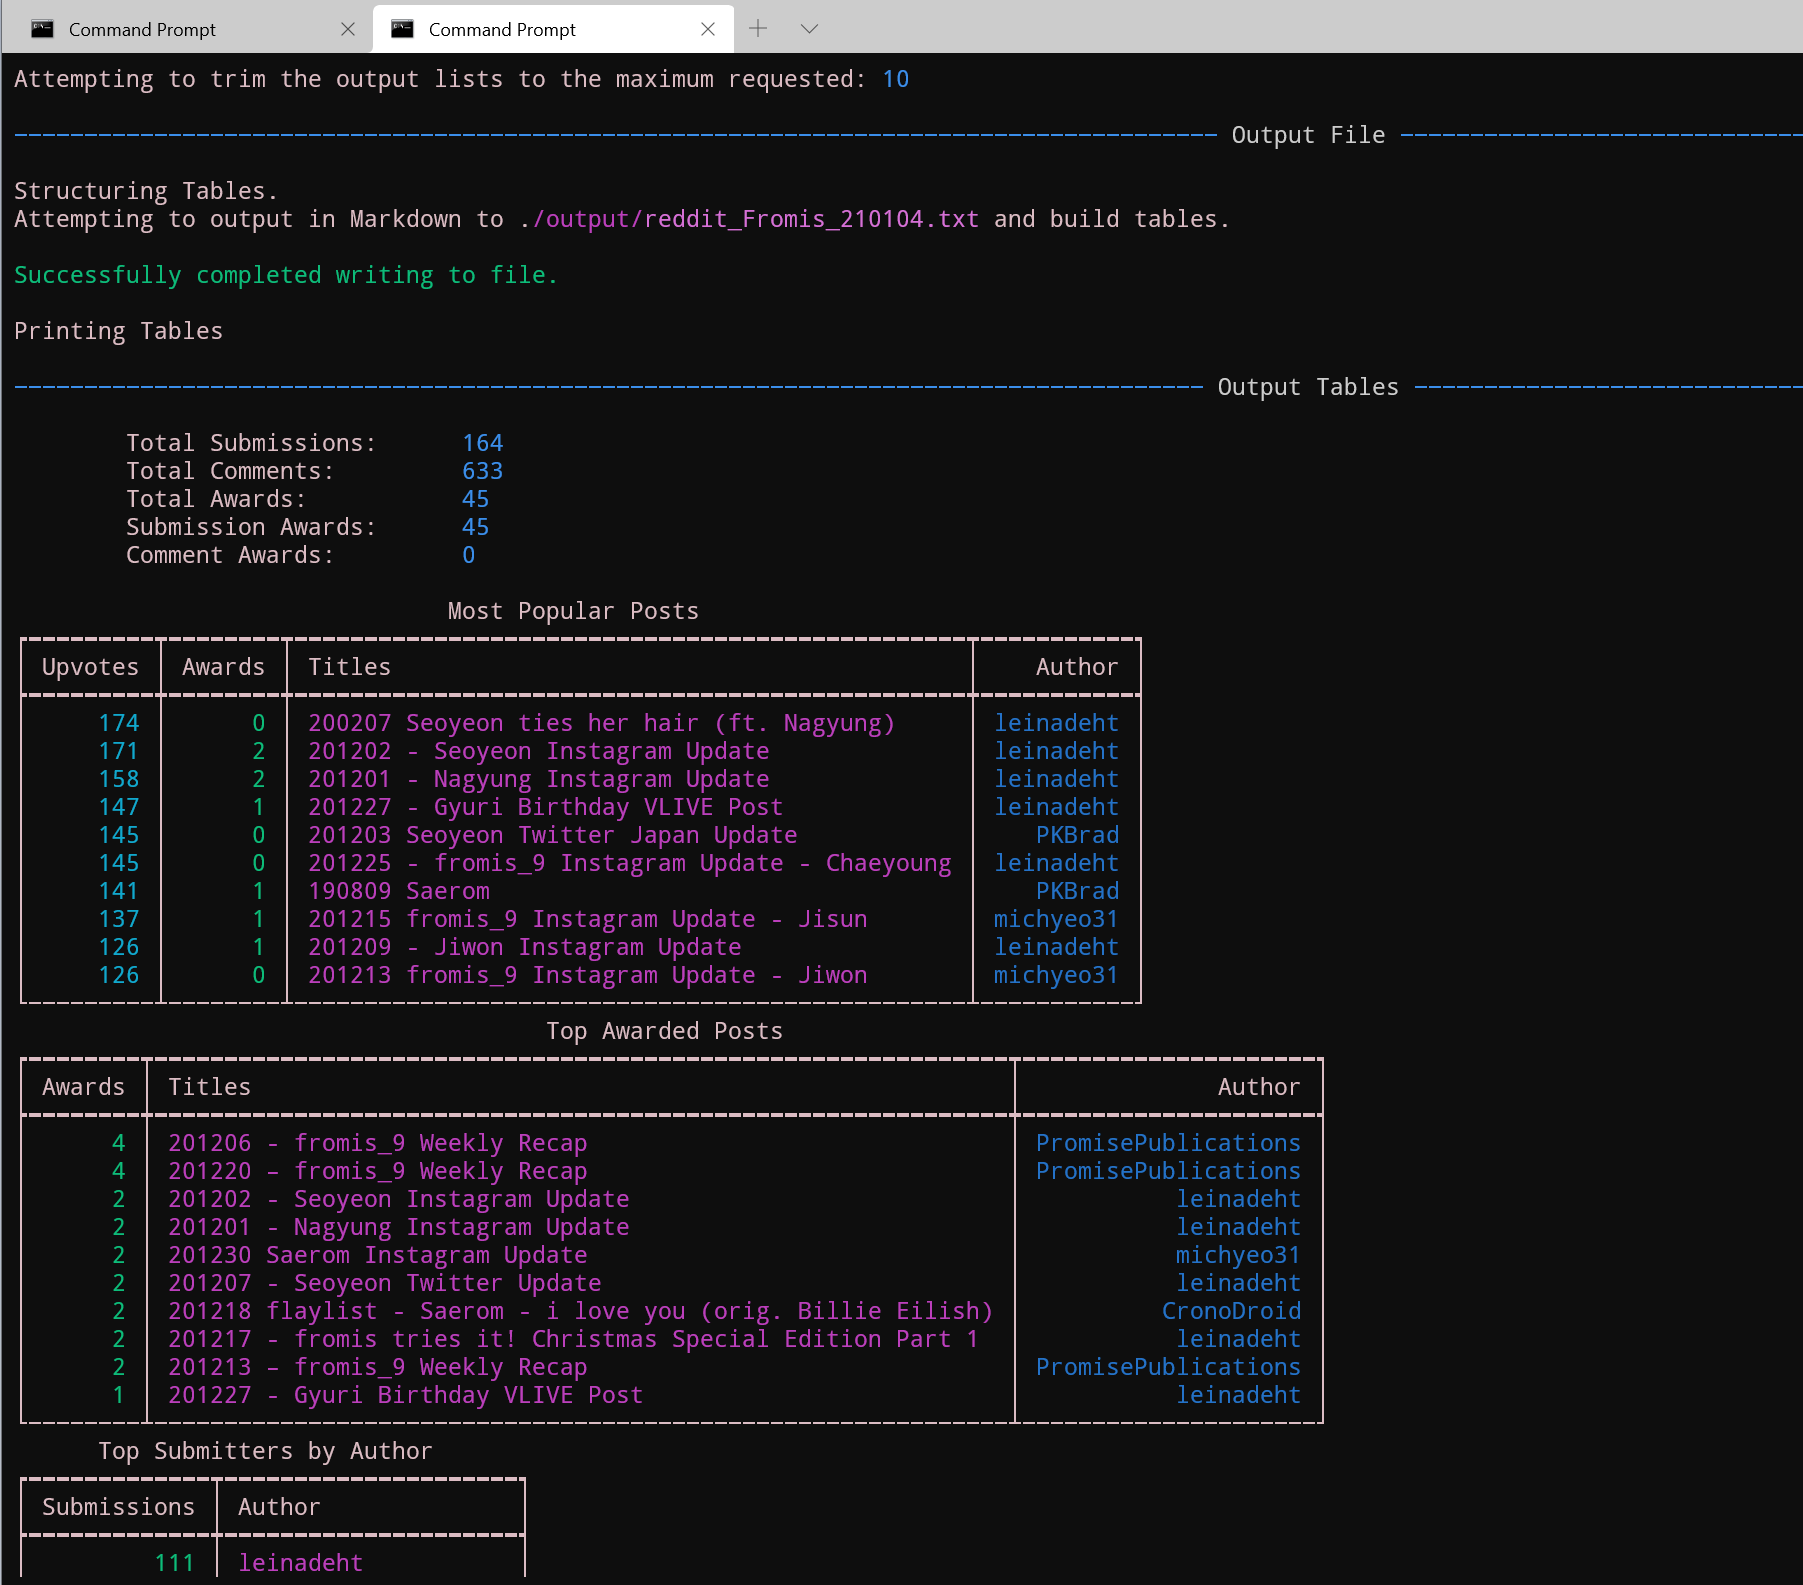 Command Prompt Command Prompt
Attempting to trim the output lists to the maximum requested: 10
Output File
Structuring Tables.
Attempting to output in Markdown to ./output/reddit_Fromis_210104.txt and build tables.
Successfully completed writing to file.
Printing Tables
Output Tables
Total Submissions: 164
Total Comments: 633
Total Awards: 45
Submission Awards: 45
Comment Awards: 0
Most Popular Posts
Upvotes Awards Titles Author
174 0 200207 Seoyeon ties her hair (ft. Nagyung) leinadeht
171 2 201202 - Seoyeon Instagram Update leinadeht
158 2 201201 - Nagyung Instagram Update leinadeht
147 1 201227 - Gyuri Birthday VLIVE Post leinadeht
145 0 201203 Seoyeon Twitter Japan Update PKBrad
145 0 201225 - fromis_9 Instagram Update - Chaeyoung leinadeht
141 1 190809 Saerom PKBrad
137 1 201215 fromis_9 Instagram Update - Jisun michyeo31
126 1 201209 - Jiwon Instagram Update leinadeht
126 0 201213 fromis_9 Instagram Update - Jiwon michyeo31
Top Awarded Posts
Awards Titles Author
4 201206 - fromis_9 Weekly Recap PromisePublications
4 201220 – fromis_9 Weekly Recap PromisePublications
2 201202 - Seoyeon Instagram Update leinadeht
2 201201 - Nagyung Instagram Update leinadeht
2 201230 Saerom Instagram Update michyeo31
2 201207 - Seoyeon Twitter Update leinadeht
2 201218 flaylist - Saerom - i love you (orig. Billie Eilish) CronoDroid
2 201217 - fromis tries it! Christmas Special Edition Part 1 leinadeht
2 201213 – fromis_9 Weekly Recap PromisePublications
1 201227 - Gyuri Birthday VLIVE Post leinadeht
Top Submitters by Author
Submissions Author
111 leinadeht